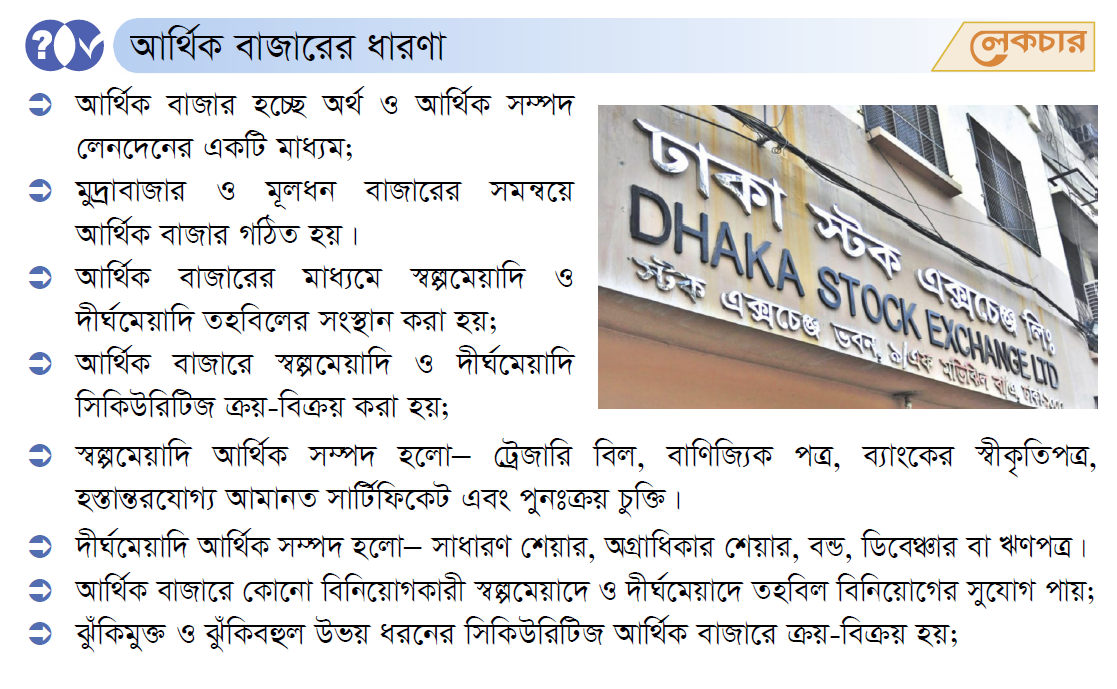 আর্থিক বাজারের ধারণা
লেকচার
আর্থিক বাজার হচ্ছে অর্থ ও আর্থিক সম্পদ
লেনদেনের একটি মাধ্যম;
মুদ্রাবাজার ও মূলধন বাজারের সমন্বয়ে
আর্থিক বাজার গঠিত হয়।
আর্থিক বাজারের মাধ্যমে স্বল্পমেয়াদি ও
দীর্ঘমেয়াদি তহবিলের সংস্থান করা হয়;
আর্থিক বাজারে স্বল্পমেয়াদি ও দীর্ঘমেয়াদি
সিকিউরিটিজ ক্রয়-বিক্রয় করা হয়;
ঢাকা স্টক এক্সচেঞ্জ লিঃ
DHAKA STOCK EXCHANGE LTD
স্টক এক্সচেঞ্জ ভবন, ৯/এফ মতিঝিল বা/এ, ঢাকা-
স্বল্পমেয়াদি আর্থিক সম্পদ হলো– ট্রেজারি বিল, বাণিজ্যিক পত্র, ব্যাংকের স্বীকৃতিপত্র,
হস্তান্তরযোগ্য আমানত সার্টিফিকেট এবং পুনঃক্রয় চুক্তি।
দীর্ঘমেয়াদি আর্থিক সম্পদ হলো– সাধারণ শেয়ার, অগ্রাধিকার শেয়ার, বন্ড, ডিবেঞ্চার বা ঋণপত্র।
আর্থিক বাজারে কোনো বিনিয়োগকারী স্বল্পমেয়াদে ও দীর্ঘমেয়াদে তহবিল বিনিয়োগের সুযোগ পায়;
ঝুঁকিমুক্ত ও ঝুঁকিবহুল উভয় ধরনের সিকিউরিটিজ আর্থিক বাজারে ক্রয়-বিক্রয় হয়;